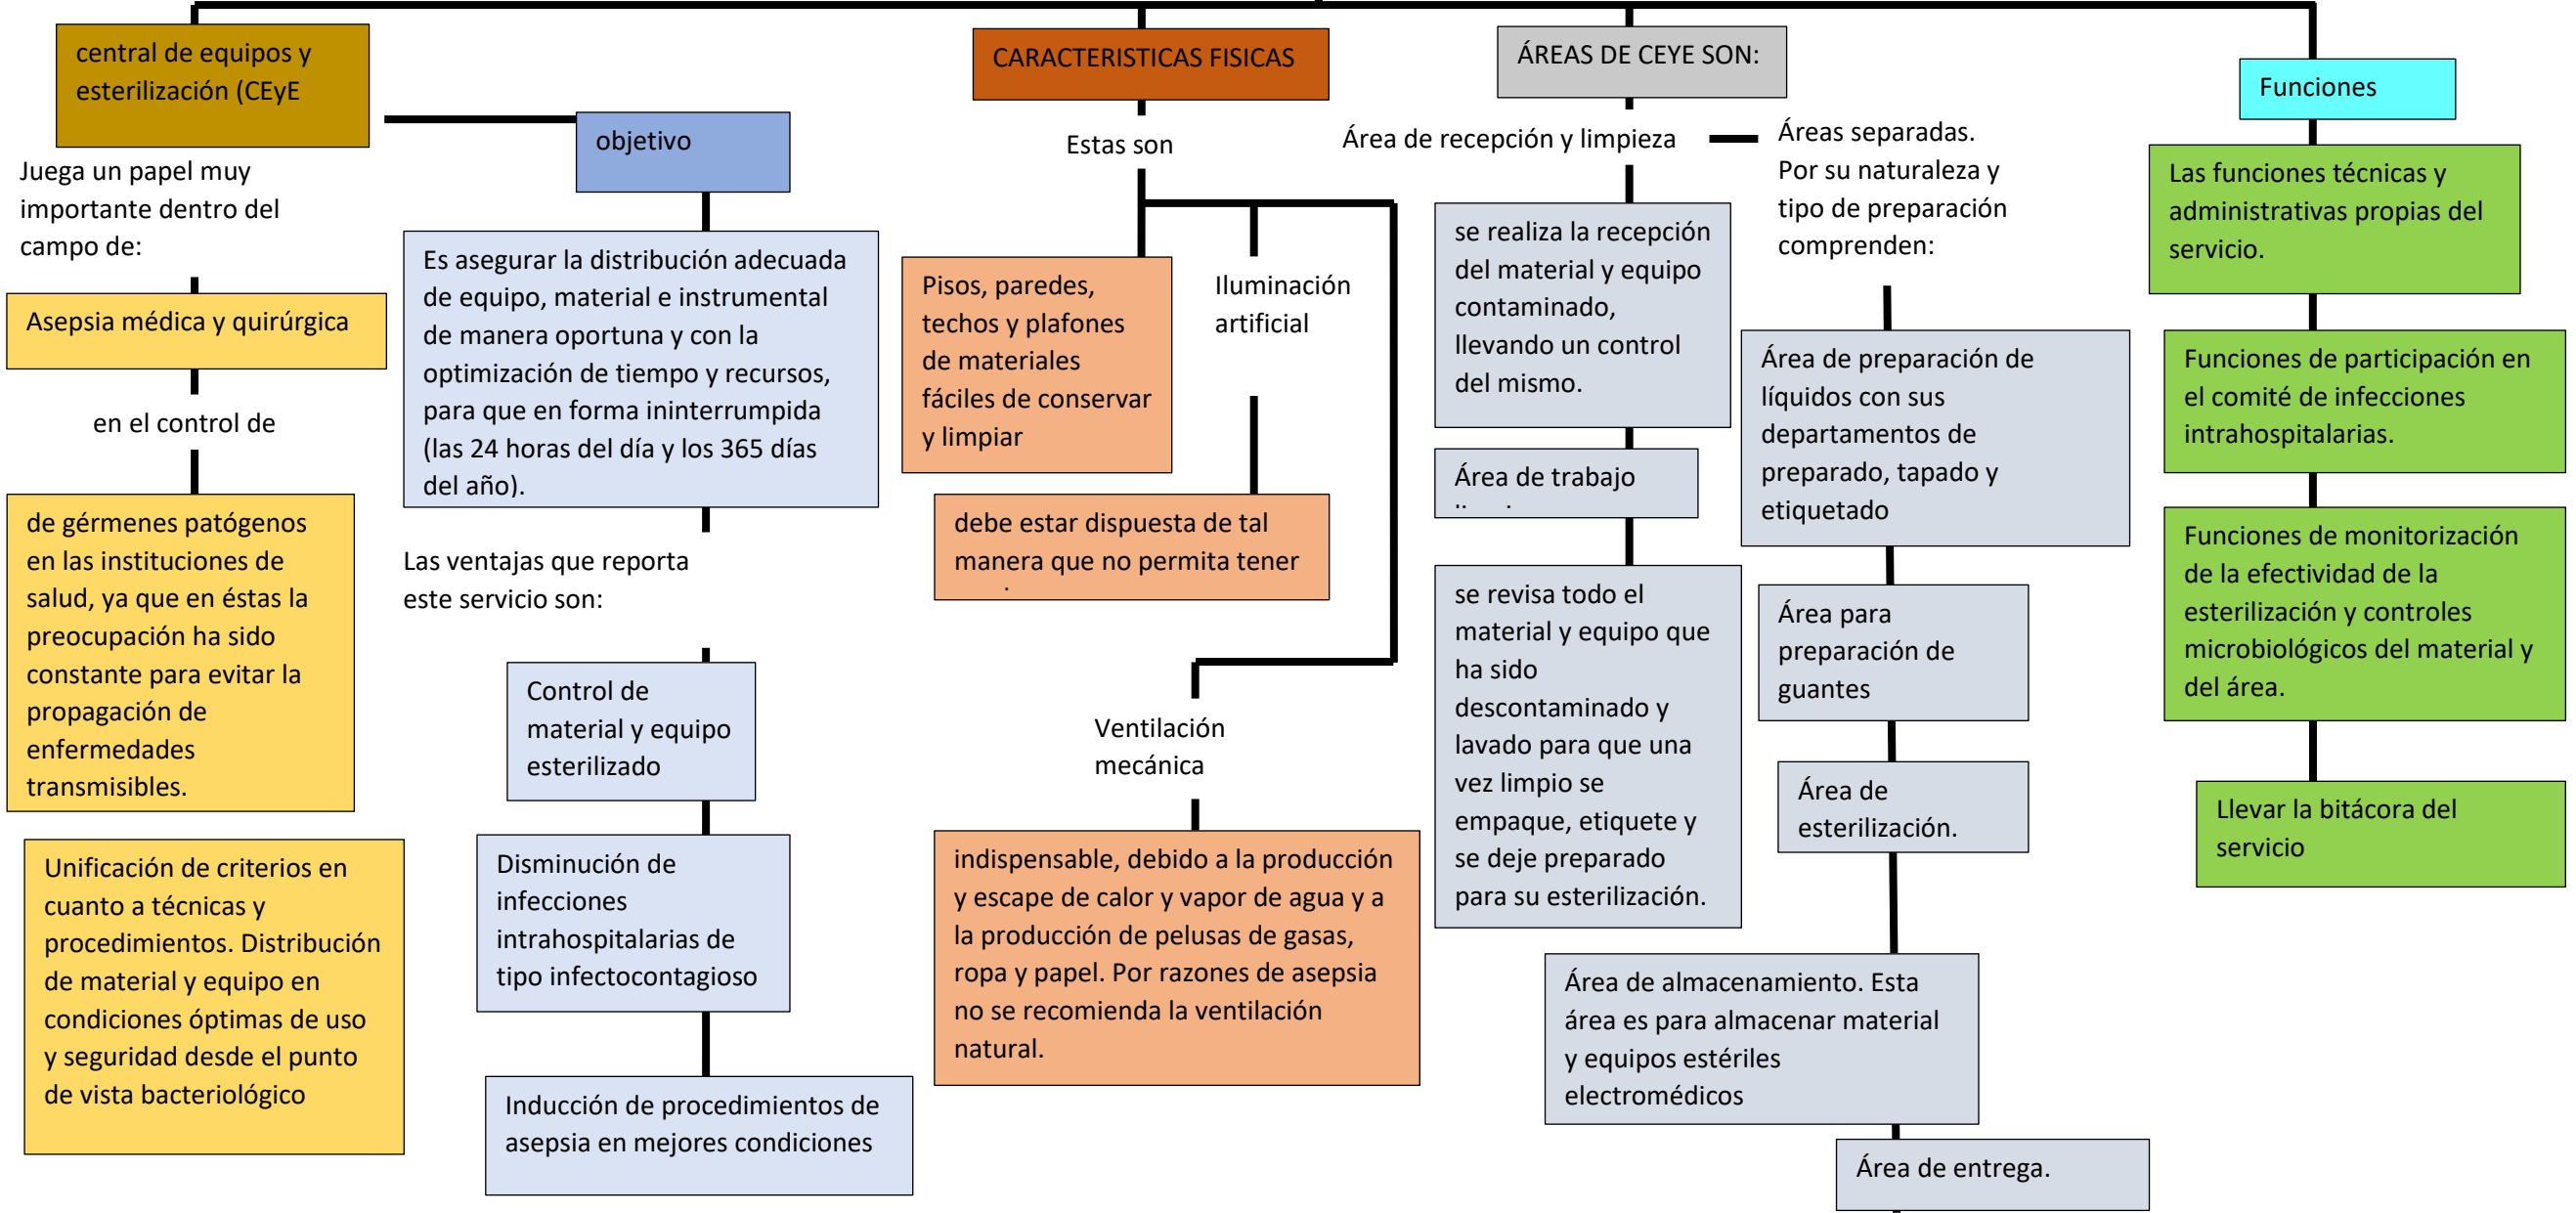 central de equipos y
esterilización (CEyE
Juega un papel muy
importante dentro del
campo de:
Asepsia médica y quirúrgica
en el control de
de gérmenes patógenos
en las instituciones de
salud, ya que en éstas la
preocupación ha sido
constante para evitar la
propagación de
enfermedades
transmisibles.
Unificación de criterios en
cuanto a técnicas y
procedimientos. Distribución
de material y equipo en
condiciones óptimas de uso
y seguridad desde el punto
de vista bacteriológico
objetivo
Es asegurar la distribución adecuada
de equipo, material e instrumental
de manera oportuna y con la
optimización de tiempo y recursos,
para que en forma ininterrumpida
(las 24 horas del día y los 365 días
del año).
Las ventajas que reporta
este servicio son:
Control de
material y equipo
esterilizado
Disminución de
infecciones
intrahospitalarias de
tipo infectocontagioso
Inducción de procedimientos de
asepsia en mejores condiciones
CARACTERISTICAS FISICAS
Estas son
Pisos, paredes,
techos y plafones
de materiales
fáciles de conservar
y limpiar
Iluminación
artificial
debe estar dispuesta de tal
manera que no permita tener
Ventilación
mecánica
indispensable, debido a la producción
y escape de calor y vapor de agua y a
la producción de pelusas de gasas,
ropa y papel. Por razones de asepsia
no se recomienda la ventilación
natural.
ÁREAS DE CEYE SON:
Área de recepción y limpieza
se realiza la recepción
del material y equipo
contaminado,
llevando un control
del mismo.
Área de trabajo
se revisa todo el
material y equipo que
ha sido
descontaminado y
lavado para que una
vez limpio se
empaque, etiquete y
se deje preparado
para su esterilización.
Áreas separadas.
Por su naturaleza y
tipo de preparación
comprenden:
Área de preparación de
líquidos con sus
departamentos de
preparado, tapado y
etiquetado
Área para
preparación de
guantes
Área de
esterilización.
Área de almacenamiento. Esta
área es para almacenar material
y equipos estériles
electromédicos
Área de entrega.
Funciones
Las funciones técnicas y
administrativas propias del
servicio.
Funciones de participación en
el comité de infecciones
intrahospitalarias.
Funciones de monitorización
de la efectividad de la
esterilización y controles
microbiológicos del material y
del área.
Llevar la bitácora del
servicio